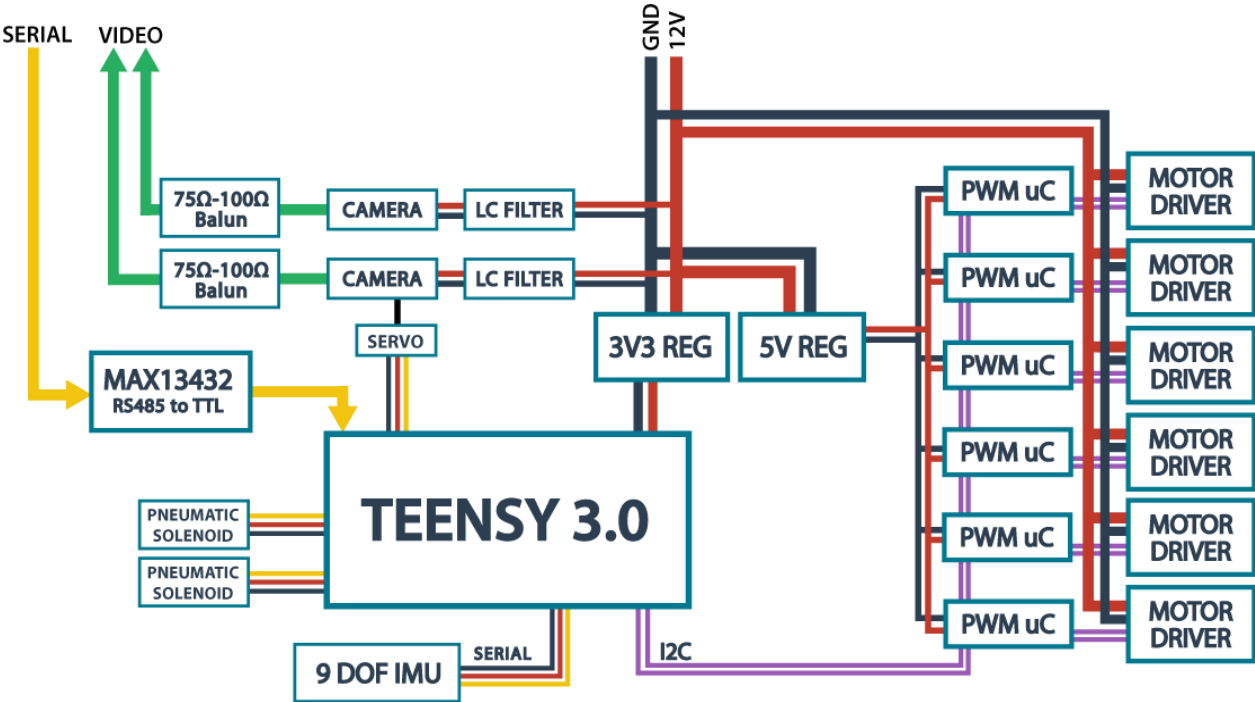 SERIAL
VIDEO
GND
12V
75Ω-100Ω
Balun
CAMERA
LC FILTER
75Ω-100Ω
Balun
CAMERA
LC FILTER
SERVO
3V3 REG
5V REG
MAX13432
RS485 to TTL
TEENSY 3.0
PNEUMATIC
SOLENOID
PNEUMATIC
SOLENOID
9 DOF IMU
SERIAL
I2C
PWM uC
MOTOR
DRIVER
PWM uC
MOTOR
DRIVER
PWM uC
MOTOR
DRIVER
PWM uC
MOTOR
DRIVER
PWM uC
MOTOR
DRIVER
PWM uC
MOTOR
DRIVER